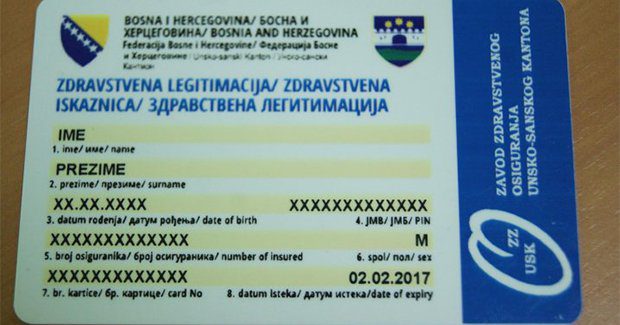 BOSNA I HERCEGOVINA/ БОСНА И
ХЕРЦЕГОВИНА/ BOSNIA AND HERZEGOVINA
Federacija Bosne i Hercegovine/ Федерација Босне
и Херцеговине/ Unsko-sanski Kanton/ Унско-сански
Кантион
ZDRAVSTVENA LEGITIMACIJA/ ZDRAVSTVENA
ISKAZNICA/ ЗДРАВСТВЕНА ЛЕГИТИМАЦИЈА
IME
1. ime/ име/ name
PREZIME
2. prezime/ презиме/ surname
XX.XX.XXXX XXXXXXXXXXXXX
3. datum rođenja/ датум рођења/ date of birth 4. JMB/ ЈМБ/ PIN
XXXXXXXXXXXXX M
5. broj osiguranika/ број осигураника/ number of insured 6. spol/ пол/ sex
XXXXXXXXXXXXX 02.02.2017
7. br. kartice/ бр. картице/ card No 8. datum isteka/ датум истека/date of expiry
ZAVOD ZDRAVSTVENOG
OSIGURANJA
UNSKO-SANSKOG KANTONA
ZZ
USK